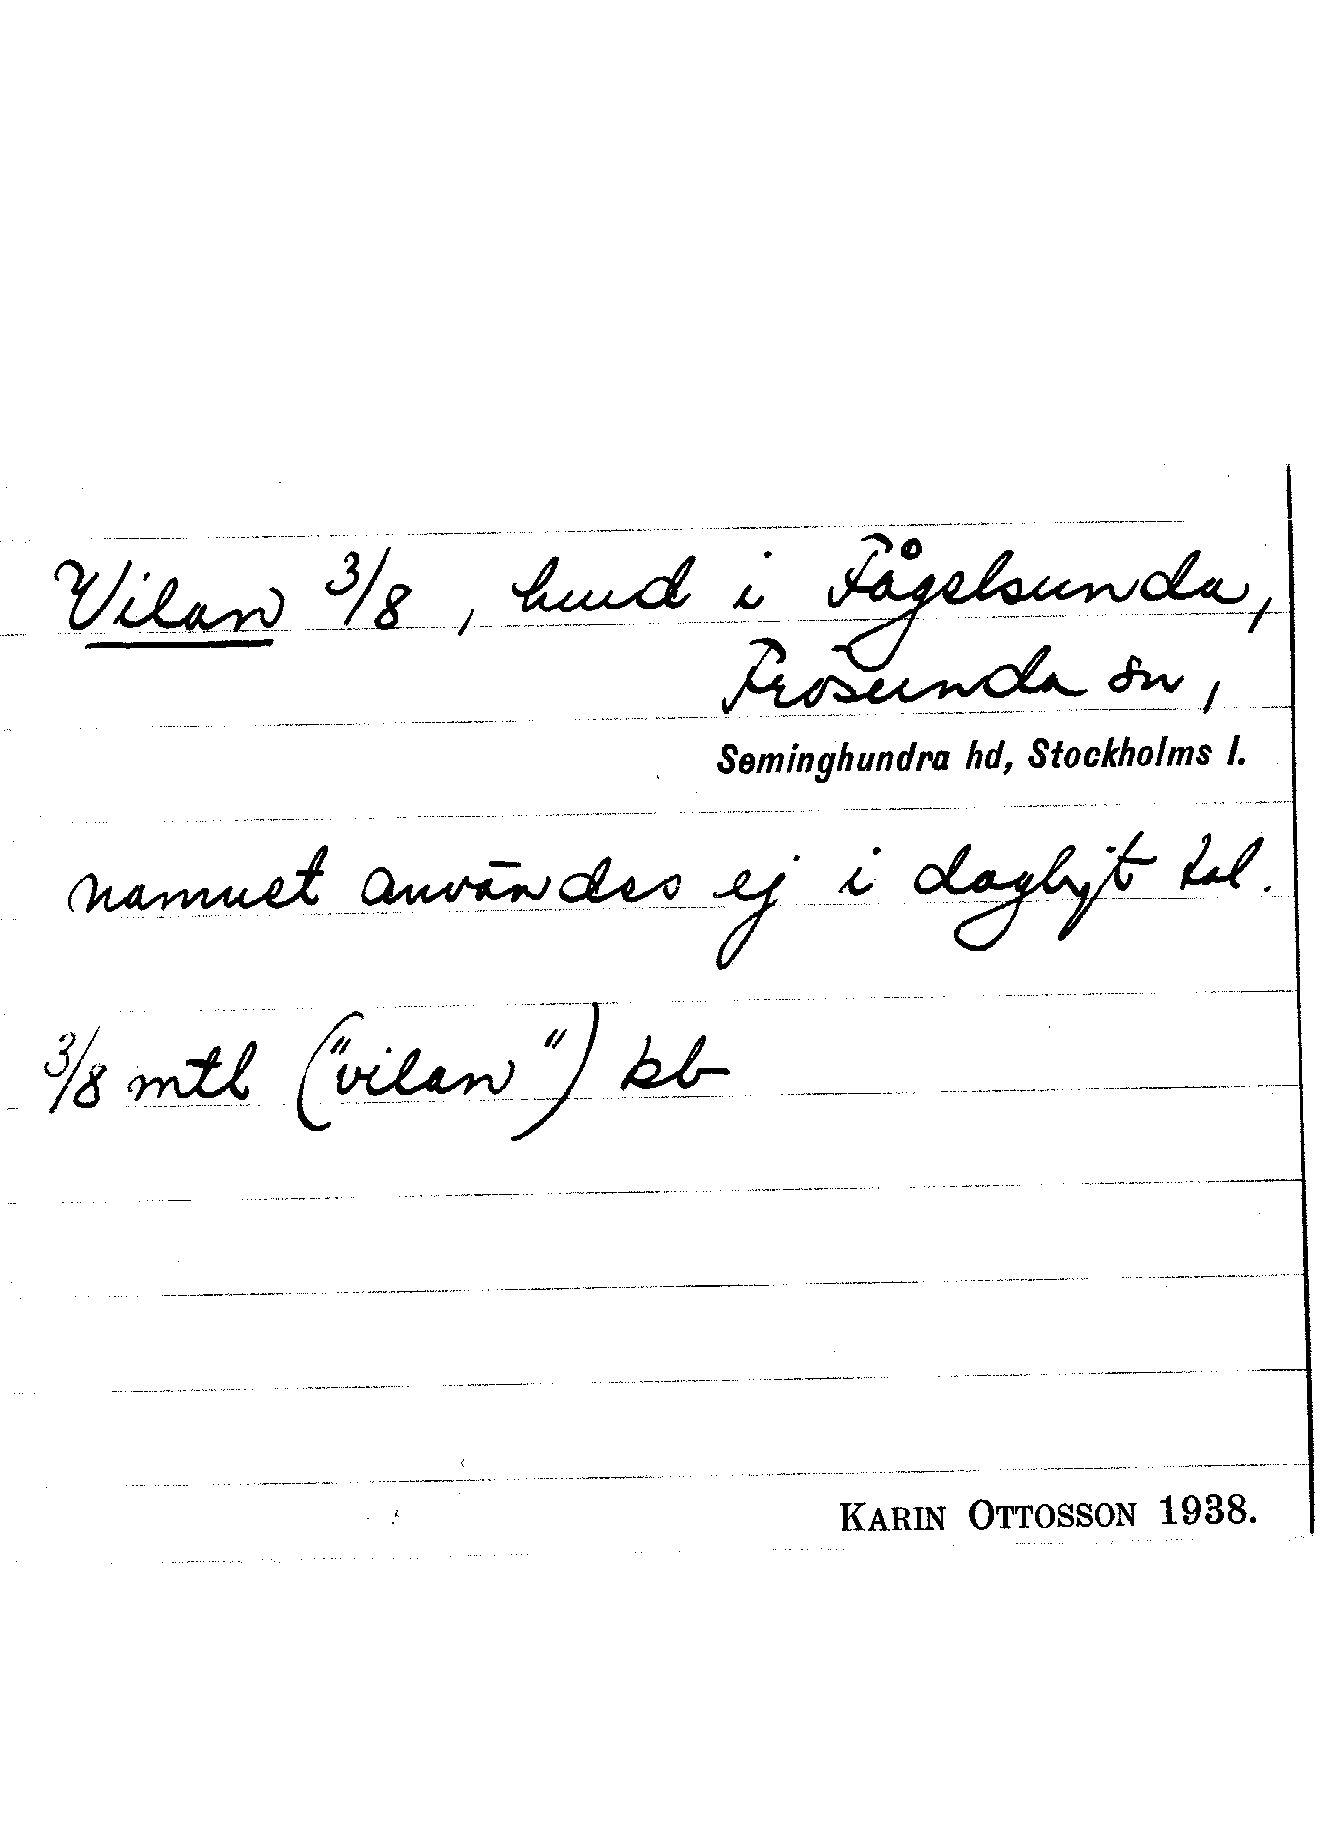 Vilan 3/8, hmd i Fågelsunda,
Frösunda sn,
Seminghundra hd, Stockholms l.
namnet användes ej i dagligt tal.
3/8 mtl ("vilan") kb
KARIN OTTOSSON 1938.